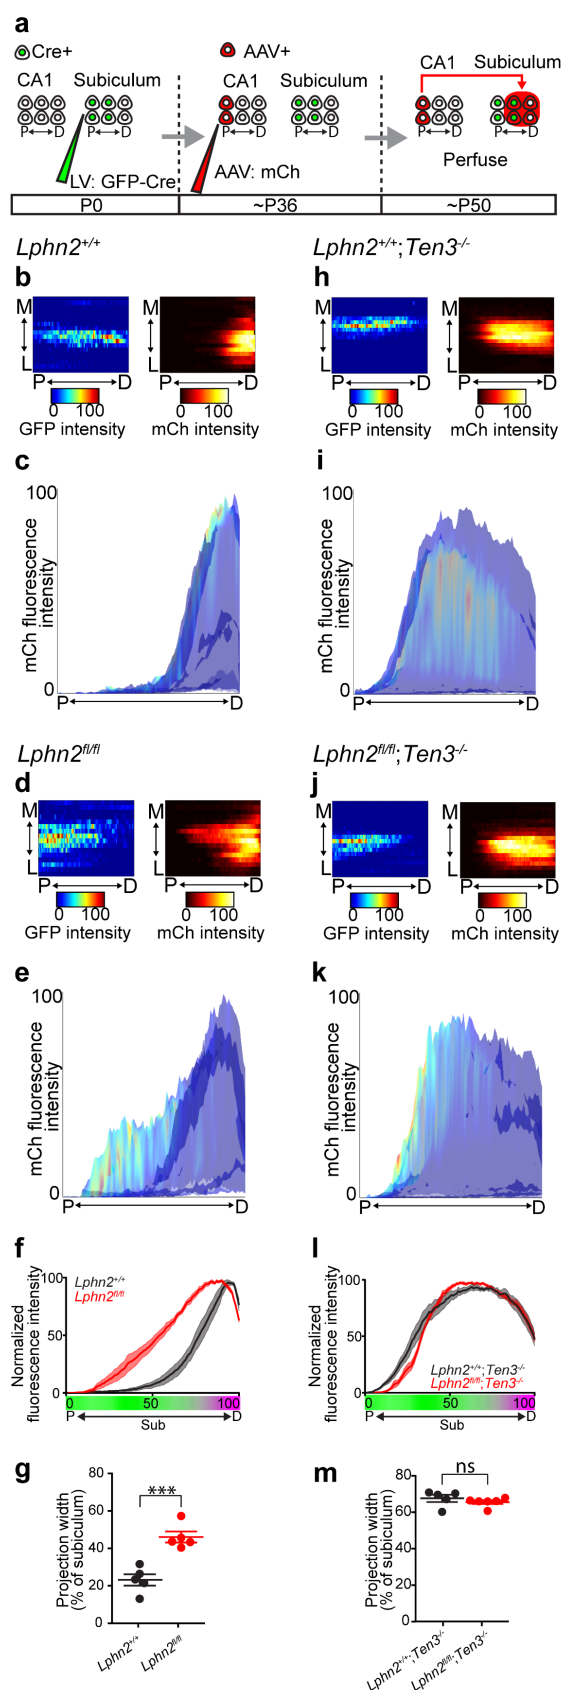 a
Cre+
AAV+
CA1 Subiculum
CA1 Subiculum
CA1 Subiculum
P D P D
P D P D
P D P D
LV: GFP-Cre
AAV: mCh
Perfuse
P0 ~P36 ~P50
Lphn2+/+
Lphn2+/+;Ten3-/-
b
M
L
P D
P D
0 100
0 100
GFP intensity
mCh intensity
h
M
L
P D
P D
0 100
0 100
GFP intensity
mCh intensity
c
100
0
mCh fluorescence
intensity
P D
i
100
0
mCh fluorescence
intensity
P D
Lphn2fl/fl
Lphn2fl/fl;Ten3-/-
d
M
L
P D
P D
0 100
0 100
GFP intensity
mCh intensity
j
M
L
P D
P D
0 100
0 100
GFP intensity
mCh intensity
e
100
0
mCh fluorescence
intensity
P D
k
100
0
mCh fluorescence
intensity
P D
f
Normalized
fluorescence intensity
100
50
0
Lphn2+/+
Lphn2fl/fl
0 50 100
P D
Sub
l
Normalized
fluorescence intensity
100
50
0
Lphn2+/+;Ten3-/-
Lphn2fl/fl;Ten3-/-
0 50 100
P D
Sub
g
Projection width
(% of subiculum)
80
60
40
20
0
***
Lphn2+/+
Lphn2fl/fl
m
Projection width
(% of subiculum)
80
60
40
20
0
ns
Lphn2+/+;Ten3-/-
Lphn2fl/fl;Ten3-/-